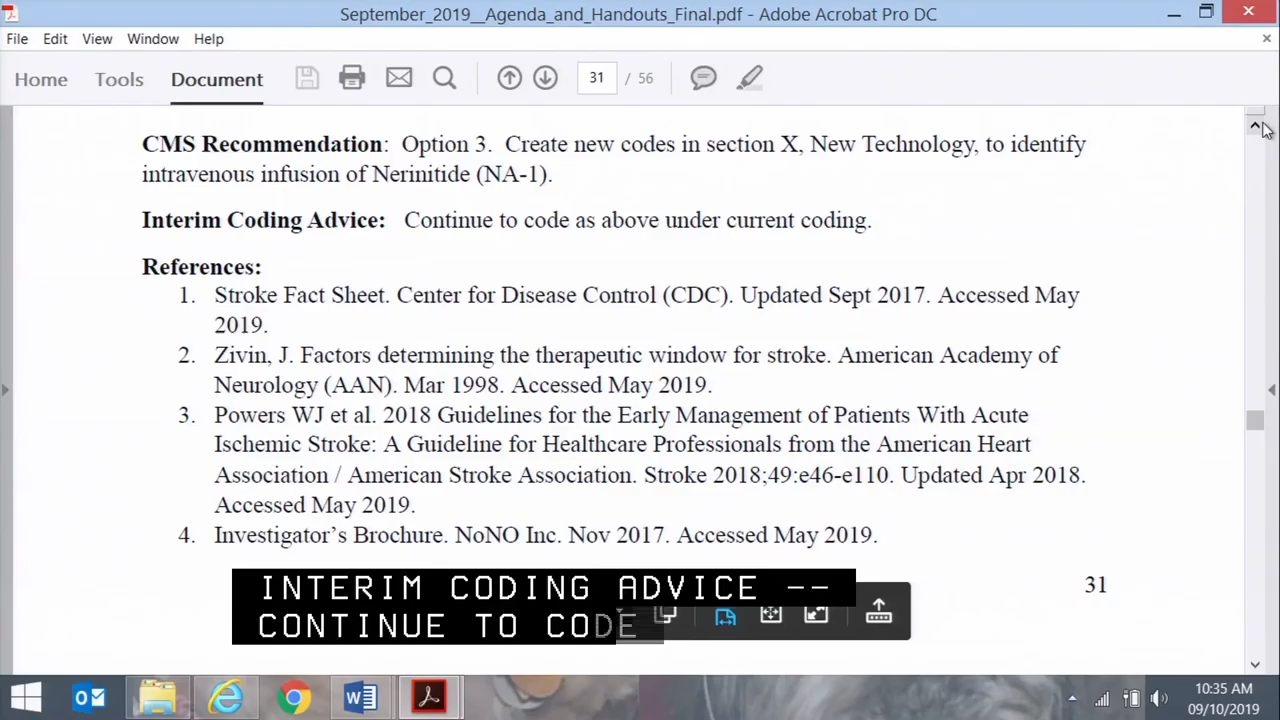 September_2019__Agenda_and_Handouts_Final.pdf - Adobe Acrobat Pro DC
File Edit View Window Help
Home Tools Document 31 / 56
CMS Recommendation: Option 3. Create new codes in section X, New Technology, to identify
intravenous infusion of Nerinitide (NA-1).
Interim Coding Advice: Continue to code as above under current coding.
References:
1. Stroke Fact Sheet. Center for Disease Control (CDC). Updated Sept 2017. Accessed May
2019.
2. Zivin, J. Factors determining the therapeutic window for stroke. American Academy of
Neurology (AAN). Mar 1998. Accessed May 2019.
3. Powers WJ et al. 2018 Guidelines for the Early Management of Patients With Acute
Ischemic Stroke: A Guideline for Healthcare Professionals from the American Heart
Association / American Stroke Association. Stroke 2018;49:e46-e110. Updated Apr 2018.
Accessed May 2019.
4. Investigator's Brochure. NoNO Inc. Nov 2017. Accessed May 2019.
31
INTERIM CODING ADVICE --
CONTINUE TO CODE
10:35 AM
09/10/2019